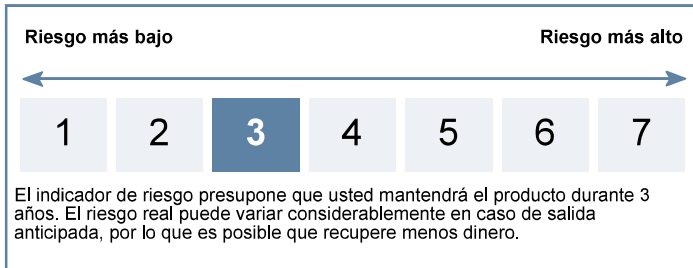 Riesgo más bajo Riesgo más alto
1 2 3 4 5 6 7
El indicador de riesgo presupone que usted mantendrá el producto durante 3
años. El riesgo real puede variar considerablemente en caso de salida
anticipada, por lo que es posible que recupere menos dinero.